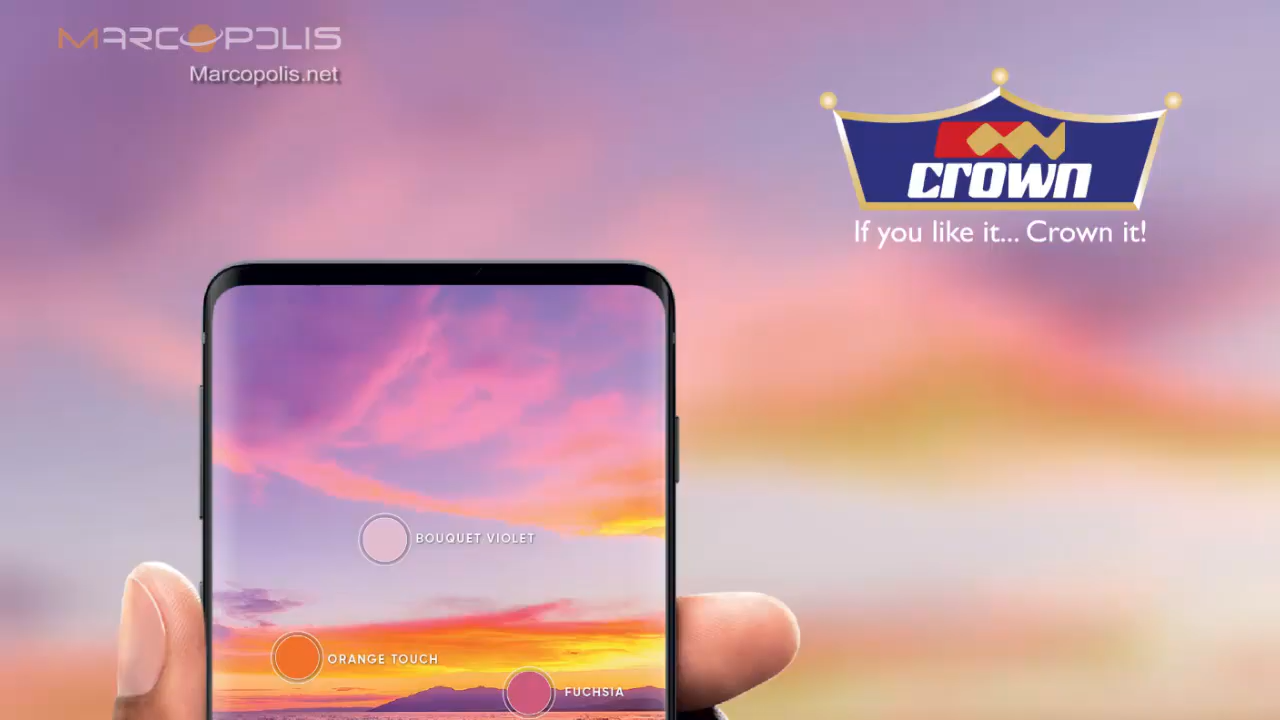 MARCOPOLIS
Marcopolis.net
crown
If you like it... Crown it!
BOUQUET VIOLET
ORANGE TOUCH
FUCHSIA